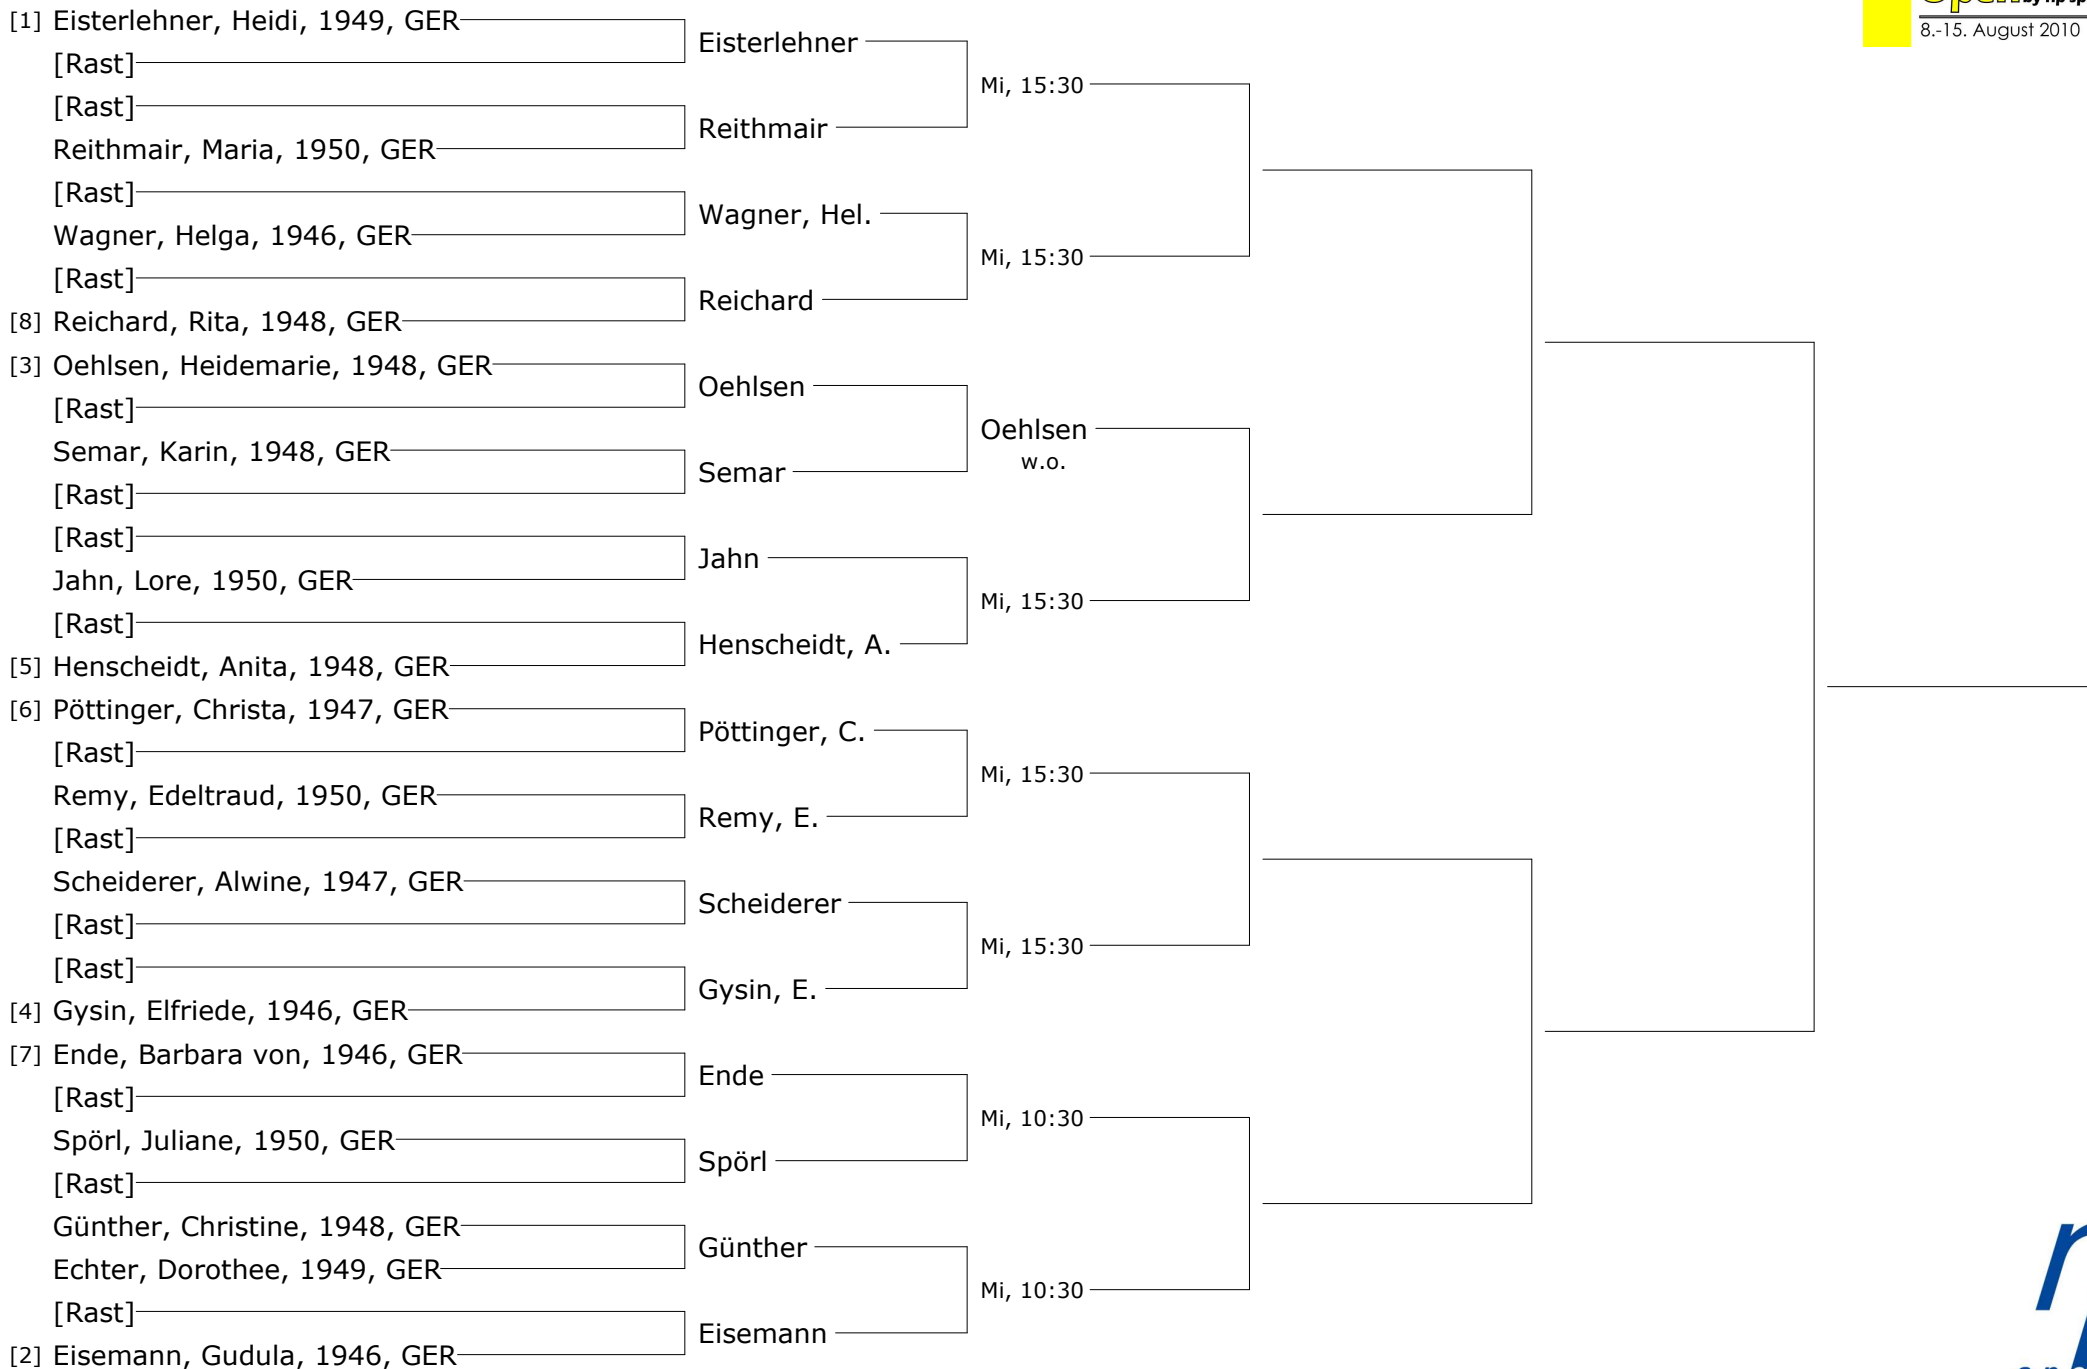 [1] Eisterlehner, Heidi, 1949, GER
[Rast]
[Rast]
Reithmair, Maria, 1950, GER
[Rast]
Wagner, Helga, 1946, GER
[Rast]
[8] Reichard, Rita, 1948, GER
[3] Oehlsen, Heidemarie, 1948, GER
[Rast]
Semar, Karin, 1948, GER
[Rast]
[Rast]
Jahn, Lore, 1950, GER
[Rast]
[5] Henscheidt, Anita, 1948, GER
[6] Pöttinger, Christa, 1947, GER
[Rast]
Remy, Edeltraud, 1950, GER
[Rast]
Scheiderer, Alwine, 1947, GER
[Rast]
[Rast]
[4] Gysin, Elfriede, 1946, GER
[7] Ende, Barbara von, 1946, GER
[Rast]
Spörl, Juliane, 1950, GER
[Rast]
Günther, Christine, 1948, GER
Echter, Dorothee, 1949, GER
[Rast]
[2] Eisemann, Gudula, 1946, GER
Eisterlehner
Reithmair
Wagner, Hel.
Reichard
Oehlsen
Semar
Jahn
Henscheidt, A.
Pöttinger, C.
Remy, E.
Scheiderer
Gysin, E.
Ende
Spörl
Günther
Eisemann
Mi, 15:30
Mi, 15:30
Oehlsen
w.o.
Mi, 15:30
Mi, 15:30
Mi, 15:30
Mi, 10:30
Mi, 10:30
8.-15. August 2010